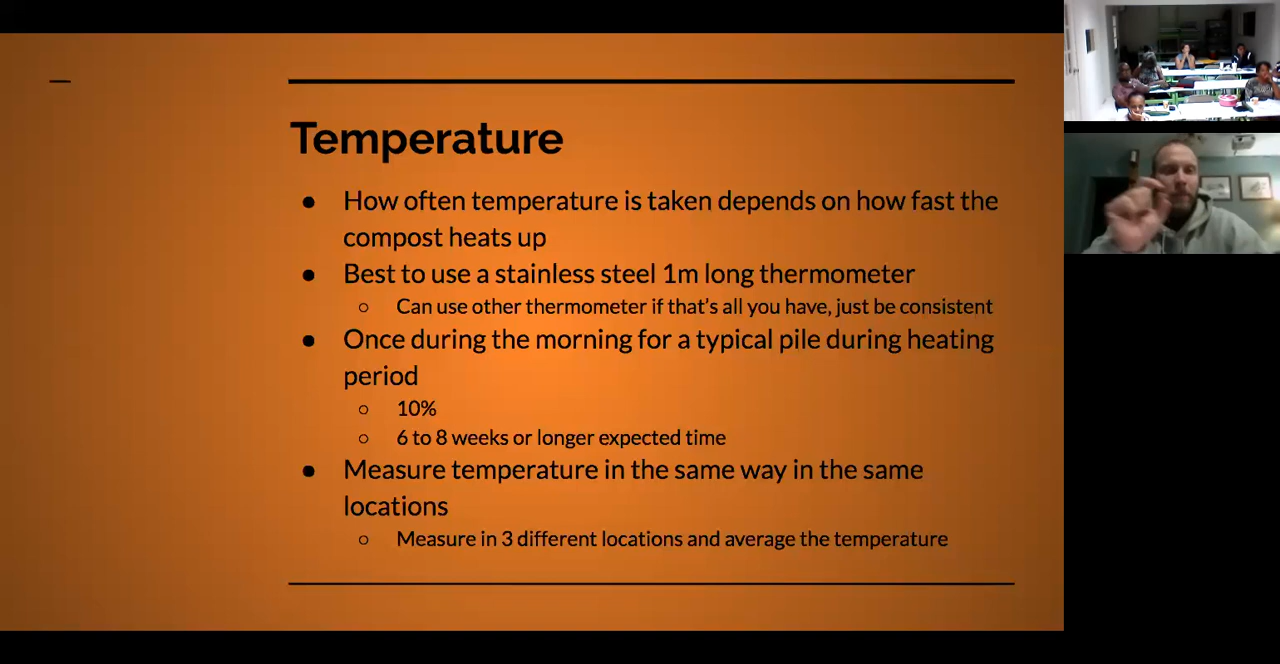 Temperature
● How often temperature is taken depends on how fast the
compost heats up
● Best to use a stainless steel 1m long thermometer
○ Can use other thermometer if that's all you have, just be consistent
● Once during the morning for a typical pile during heating
period
○ 10%
○ 6 to 8 weeks or longer expected time
● Measure temperature in the same way in the same
locations
○ Measure in 3 different locations and average the temperature